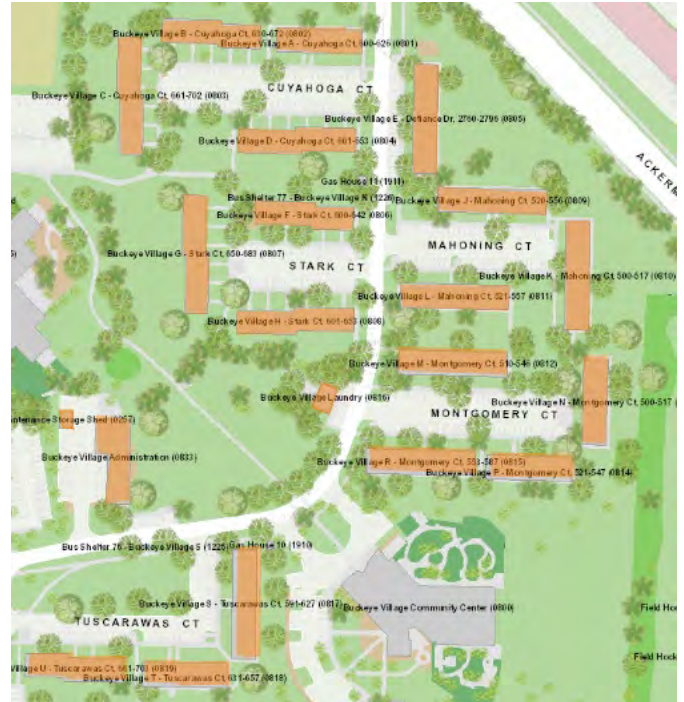 Buckeye Village B - Cuyahoga Ct, 630-672 (0802)
Buckeye Village A - Cuyahoga Ct, 600-626 (0801)
CUYAHOGA CT
Buckeye Village C - Cuyahoga Ct, 661-702 (0803)
Buckeye Village E - Defiance Dr. 2760-2796 (0805)
Buckeye Village D - Cuyahoga Ct, 601-653 (0804)
ACKERM
Gas House 11 (1911)
Bus Shelter 77 - Buckeye Village N (1226)
Buckeye Village J - Mahoning Ct, 520-556 (0809)
Buckeye Village F - Stark Ct, 600-642 (0806)
MAHONING CT
Buckeye Village G - Stark Ct, 650-683 (0807)
STARK CT
Buckeye Village K - Mahoning Ct, 500-517 (0810)
Buckeye Village L - Mahoning Ct, 521-557 (0811)
Buckeye Village H - Stark Ct, 601-653 (0808)
Buckeye Village M - Montgomery Ct, 510-546 (0812)
Buckeye Village Laundry (0816)
Buckeye Village N - Montgomery Ct, 500-517 (
MONTGOMERY CT
ntenance Storage Shed (0257)
Buckeye Village Administration (0833)
Buckeye Village R - Montgomery Ct, 553-587 (0815)
Buckeye Village P - Montgomery Ct, 521-547 (0814)
Bus Shelter 76 - Buckeye Village S (1225)
Gas House 10 (1910)
Buckeye Village S - Tuscarawas Ct, 591-627 (0817)
Buckeye Village Community Center (0800)
Field Ho
TUSCARAWAS CT
Field Hock
Village U - Tuscarawas Ct, 661-703 (0819)
Buckeye Village T - Tuscarawas Ct, 631-657 (0818)